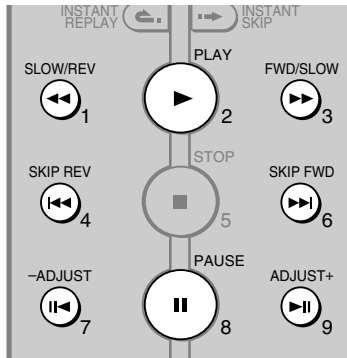 INSTANT INSTANT
REPLAY SKIP
PLAY
SLOW/REV FWD/SLOW
1 2 3
STOP
SKIP REV SKIP FWD
4 5 6
PAUSE
–ADJUST ADJUST+
7 8 9